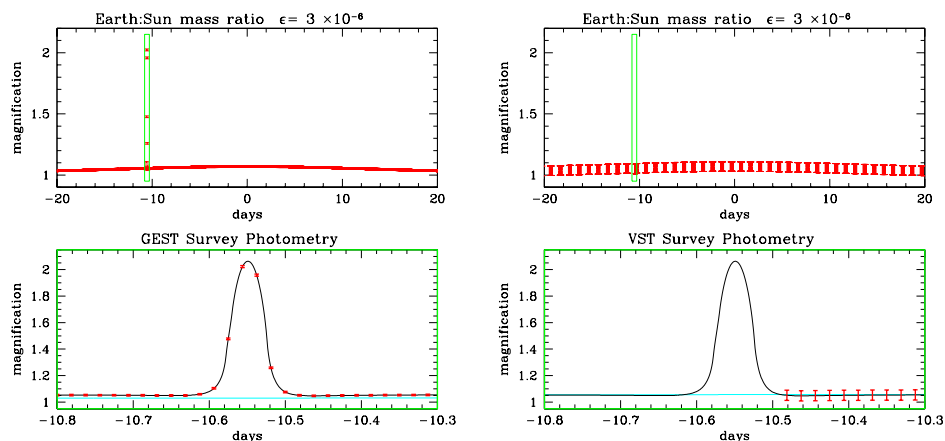 Earth:Sun mass ratio ϵ= 3 ×10⁻⁶
magnification
2
1.5
1
−20 −10 0 10 20
days
Earth:Sun mass ratio ϵ= 3 ×10⁻⁶
magnification
2
1.5
1
−20 −10 0 10 20
days
GEST Survey Photometry
magnification
2
1.8
1.6
1.4
1.2
1
−10.8 −10.7 −10.6 −10.5 −10.4 −10.3
days
VST Survey Photometry
magnification
2
1.8
1.6
1.4
1.2
1
−10.8 −10.7 −10.6 −10.5 −10.4 −10.3
days